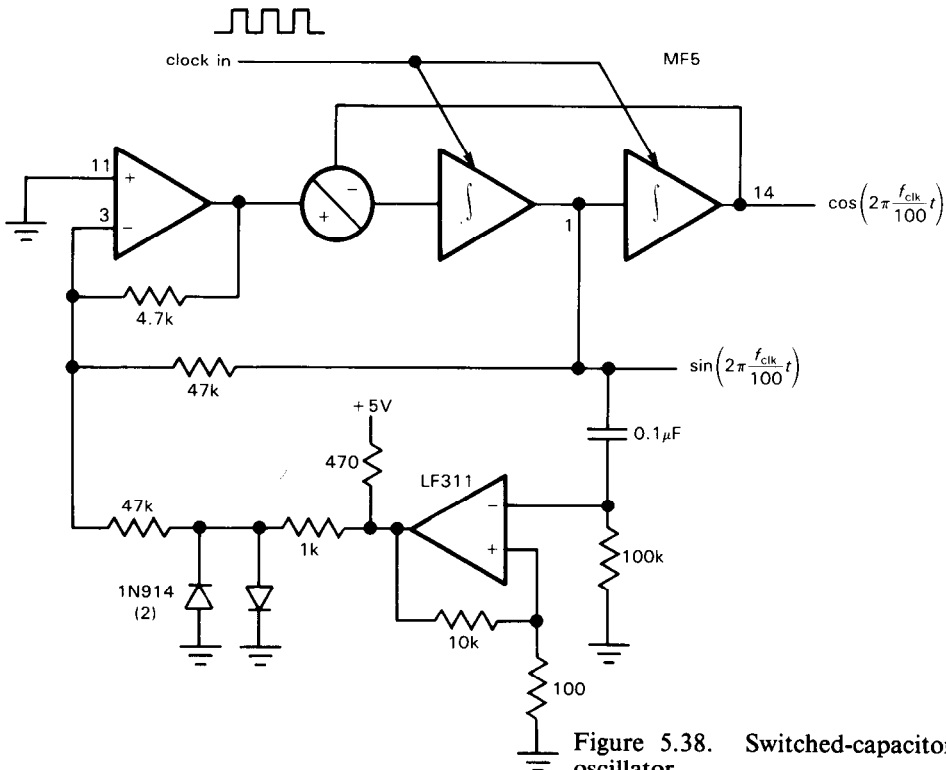 clock in
MF5
11
+
3
−
−
+
∫
∫
1
14
cos(2π f_clk/100 t)
4.7k
47k
sin(2π f_clk/100 t)
+5V
0.1μF
470
LF311
47k
1k
−
+
100k
1N914
(2)
10k
100
Figure 5.38. Switched-capacitor
oscillator